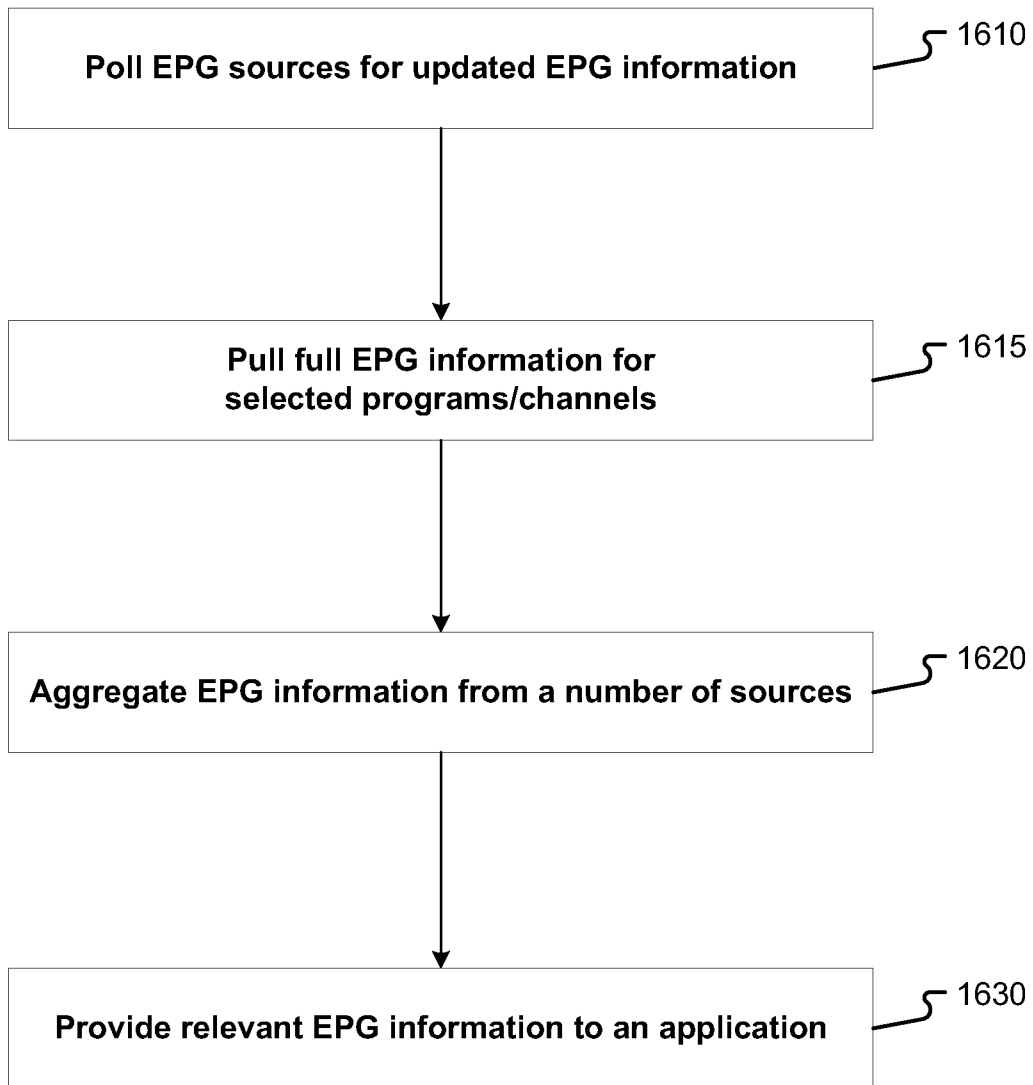 Poll EPG sources for updated EPG information
1610
Pull full EPG information for
selected programs/channels
1615
Aggregate EPG information from a number of sources
1620
Provide relevant EPG information to an application
1630